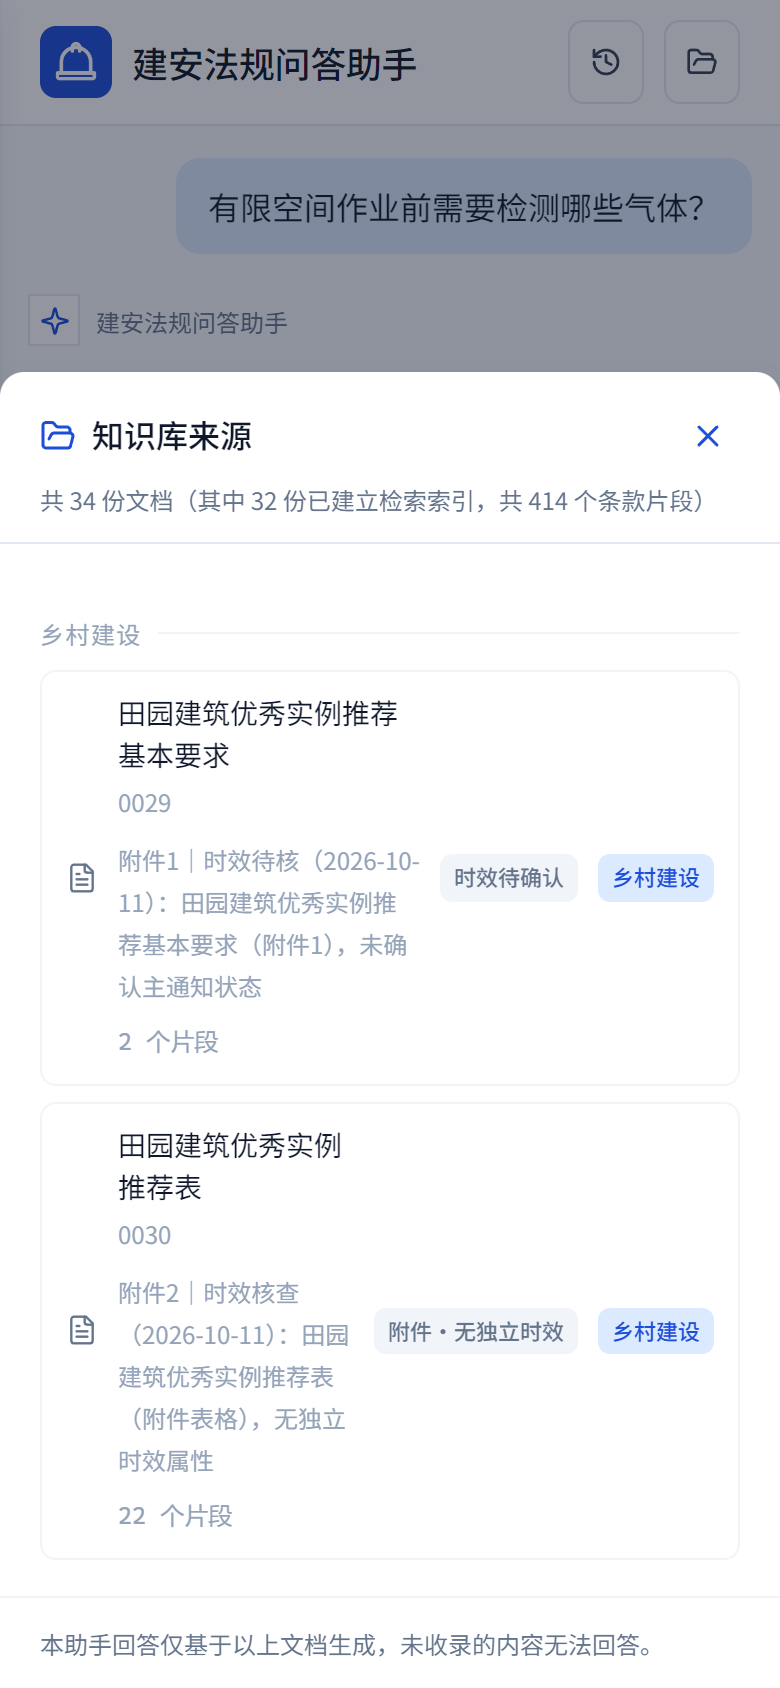 建安法规问答助手
有限空间作业前需要检测哪些气体？
建安法规问答助手
知识库来源
共 34 份文档（其中 32 份已建立检索索引，共 414 个条款片段）
乡村建设
田园建筑优秀实例推荐
基本要求
0029
附件1｜时效待核（2026-10-
11）：田园建筑优秀实例推
荐基本要求（附件1），未确
认主通知状态
2 个片段
时效待确认
乡村建设
田园建筑优秀实例
推荐表
0030
附件2｜时效核查
（2026-10-11）：田园
建筑优秀实例推荐表
（附件表格），无独立
时效属性
22 个片段
附件·无独立时效
乡村建设
本助手回答仅基于以上文档生成，未收录的内容无法回答。